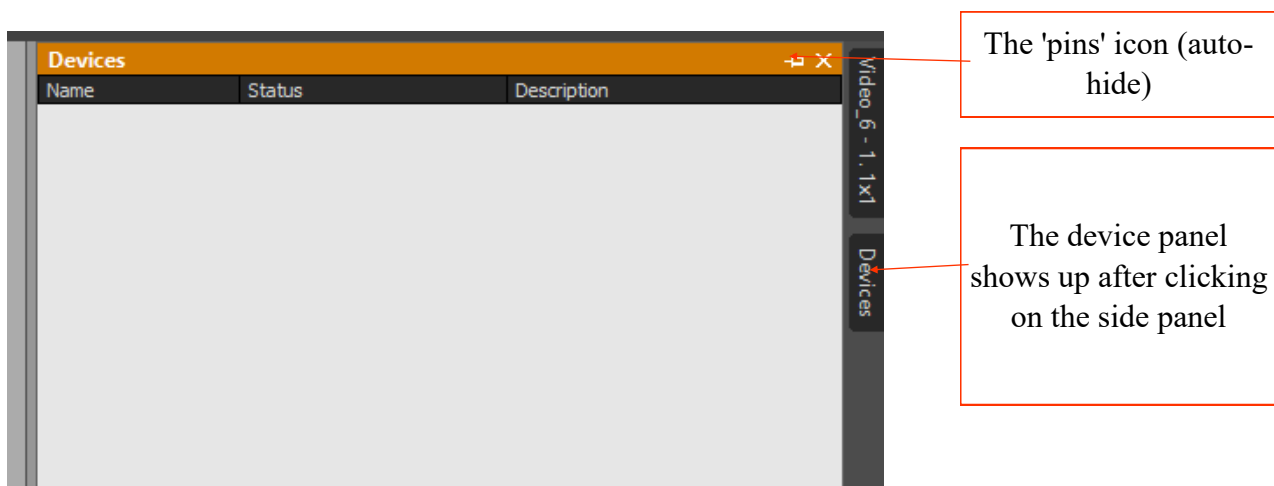 Devices
Name Status Description
Video_6 - 1. 1x1
Devices
The 'pins' icon (auto-
hide)
The device panel
shows up after clicking
on the side panel